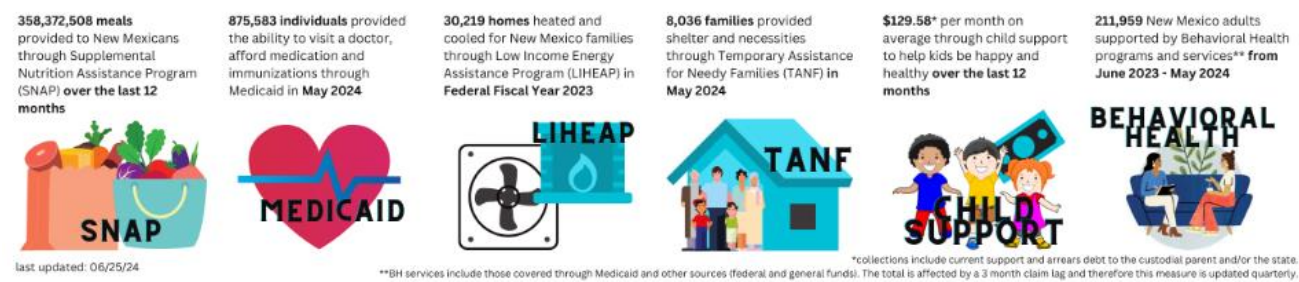 358,372,508 meals
provided to New Mexicans
through Supplemental
Nutrition Assistance Program
(SNAP) over the last 12
months
SNAP
875,583 individuals provided
the ability to visit a doctor,
afford medication and
immunizations through
Medicaid in May 2024
MEDICAID
30,219 homes heated and
cooled for New Mexico families
through Low Income Energy
Assistance Program (LIHEAP) in
Federal Fiscal Year 2023
LIHEAP
8,036 families provided
shelter and necessities
through Temporary Assistance
for Needy Families (TANF) in
May 2024
TANF
$129.58* per month on
average through child support
to help kids be happy and
healthy over the last 12
months
CHILD
SUPPORT
211,959 New Mexico adults
supported by Behavioral Health
programs and services** from
June 2023 - May 2024
BEHAVIORAL
HEALTH
last updated: 06/25/24
*collections include current support and arrears debt to the custodial parent and/or the state.
**BH services include those covered through Medicaid and other sources (federal and general funds). The total is affected by a 3 month claim lag and therefore this measure is updated quarterly.